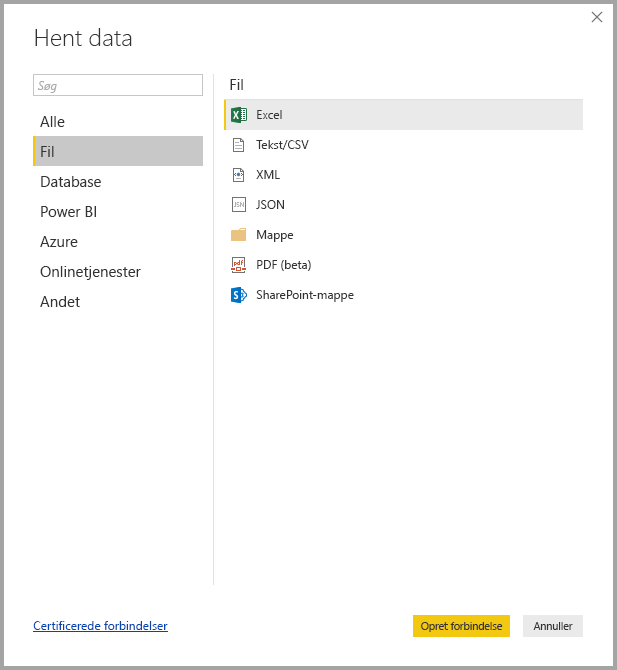 Hent data
Søg
Alle
Fil
Database
Power BI
Azure
Onlinetjenester
Andet
Fil
Excel
Tekst/CSV
XML
JSON
Mappe
PDF (beta)
SharePoint-mappe
Certificerede forbindelser
Opret forbindelse
Annuller